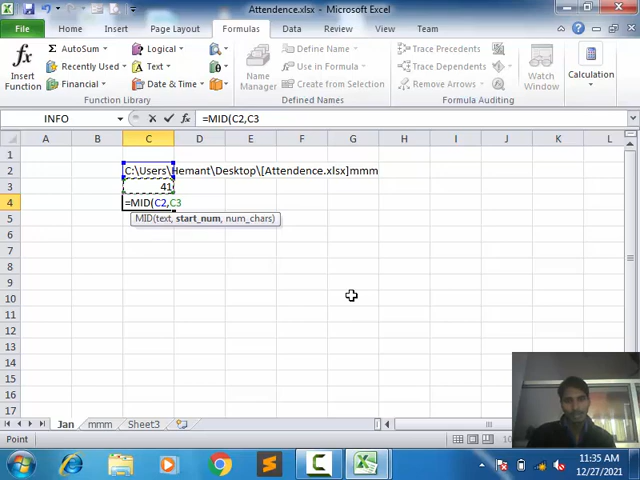 Attendence.xlsx - Microsoft Excel
File Home Insert Page Layout Formulas Data Review View Team
Insert Function
AutoSum
Recently Used
Financial
Logical
Text
Date & Time
Function Library
Name Manager
Define Name
Use in Formula
Create from Selection
Defined Names
Trace Precedents
Trace Dependents
Remove Arrows
Formula Auditing
Watch Window
Calculation
INFO =MID(C2,C3
A B C D E F G H I J K L
1
2 C:\Users\Hemant\Desktop\[Attendence.xlsx]mmm
3 41
4 =MID(C2,C3
MID(text, start_num, num_chars)
5
6
7
8
9
10
11
12
13
14
15
16
17
Jan mmm Sheet3
Point
11:35 AM
12/27/2021